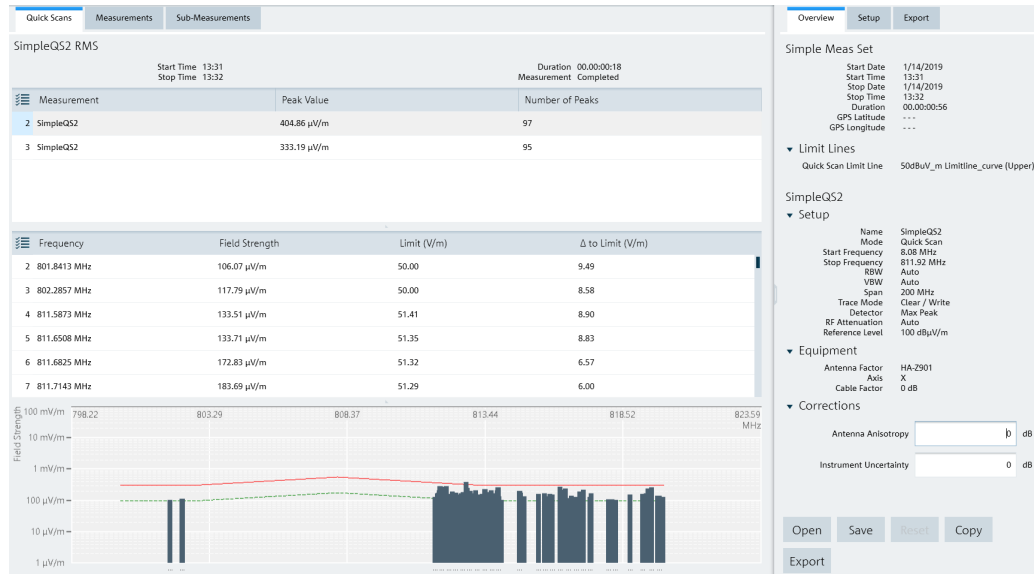 Quick Scans Measurements Sub-Measurements
SimpleQS2 RMS
Start Time 13:31 Duration 00.00:00:18
Stop Time 13:32 Measurement Completed
Measurement Peak Value Number of Peaks
2 SimpleQS2 404.86 µV/m 97
3 SimpleQS2 333.19 µV/m 95
Frequency Field Strength Limit (V/m) Δ to Limit (V/m)
2 801.8413 MHz 106.07 µV/m 50.00 9.49
3 802.2857 MHz 117.79 µV/m 50.00 8.58
4 811.5873 MHz 133.51 µV/m 51.41 8.90
5 811.6508 MHz 133.71 µV/m 51.35 8.83
6 811.6825 MHz 172.83 µV/m 51.32 6.57
7 811.7143 MHz 183.69 µV/m 51.29 6.00
Field Strength
100 mV/m 798.22 803.29 808.37 813.44 818.52 823.59
MHz
10 mV/m
1 mV/m
100 µV/m
10 µV/m
1 µV/m
Overview Setup Export
Simple Meas Set
Start Date 1/14/2019
Start Time 13:31
Stop Date 1/14/2019
Stop Time 13:32
Duration 00.00:00:56
GPS Latitude - - -
GPS Longitude - - -
Limit Lines
Quick Scan Limit Line 50dBuV_m Limitline_curve (Upper)
SimpleQS2
Setup
Name SimpleQS2
Mode Quick Scan
Start Frequency 8.08 MHz
Stop Frequency 811.92 MHz
RBW Auto
VBW Auto
Span 200 MHz
Trace Mode Clear / Write
Detector Max Peak
RF Attenuation Auto
Reference Level 100 dBµV/m
Equipment
Antenna Factor HA-Z901
Axis X
Cable Factor 0 dB
Corrections
Antenna Anisotropy 0 dB
Instrument Uncertainty 0 dB
Open Save Reset Copy
Export